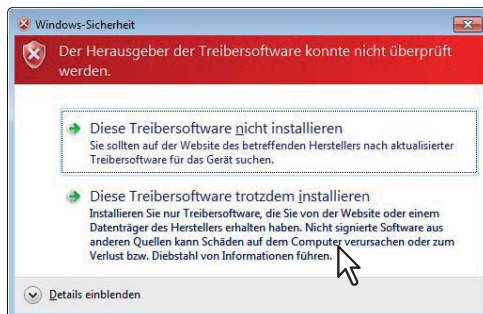 Windows-Sicherheit
Der Herausgeber der Treibersoftware konnte nicht überprüft
werden.
Diese Treibersoftware nicht installieren
Sie sollten auf der Website des betreffenden Herstellers nach aktualisierter
Treibersoftware für das Gerät suchen.
Diese Treibersoftware trotzdem installieren
Installieren Sie nur Treibersoftware, die Sie von der Website oder einem
Datenträger des Herstellers erhalten haben. Nicht signierte Software aus
anderen Quellen kann Schäden auf dem Computer verursachen oder zum
Verlust bzw. Diebstahl von Informationen führen.
Details einblenden